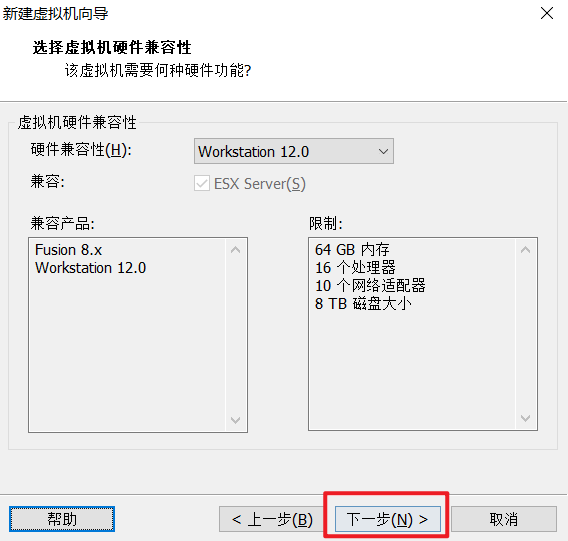 新建虚拟机向导
选择虚拟机硬件兼容性
该虚拟机需要何种硬件功能?
虚拟机硬件兼容性
硬件兼容性(H): Workstation 12.0
兼容: ESX Server(S)
兼容产品: 限制:
Fusion 8.x
Workstation 12.0
64 GB 内存
16 个处理器
10 个网络适配器
8 TB 磁盘大小
帮助 < 上一步(B) 下一步(N) > 取消